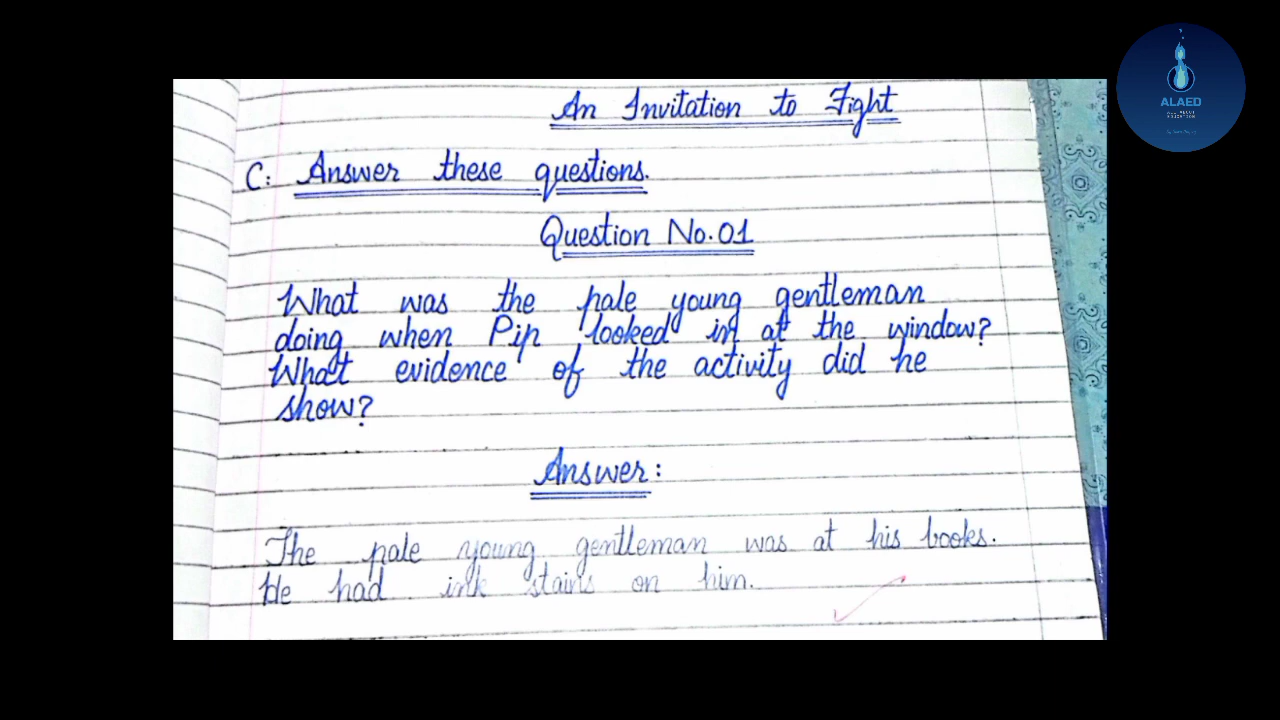 ALAED
An Invitation to Fight
C: Answer these questions.
Question No.01
What was the pale young gentleman
doing when Pip looked in at the window?
What evidence of the activity did he
show?
Answer:
The pale young gentleman was at his books.
He had ink stains on him.